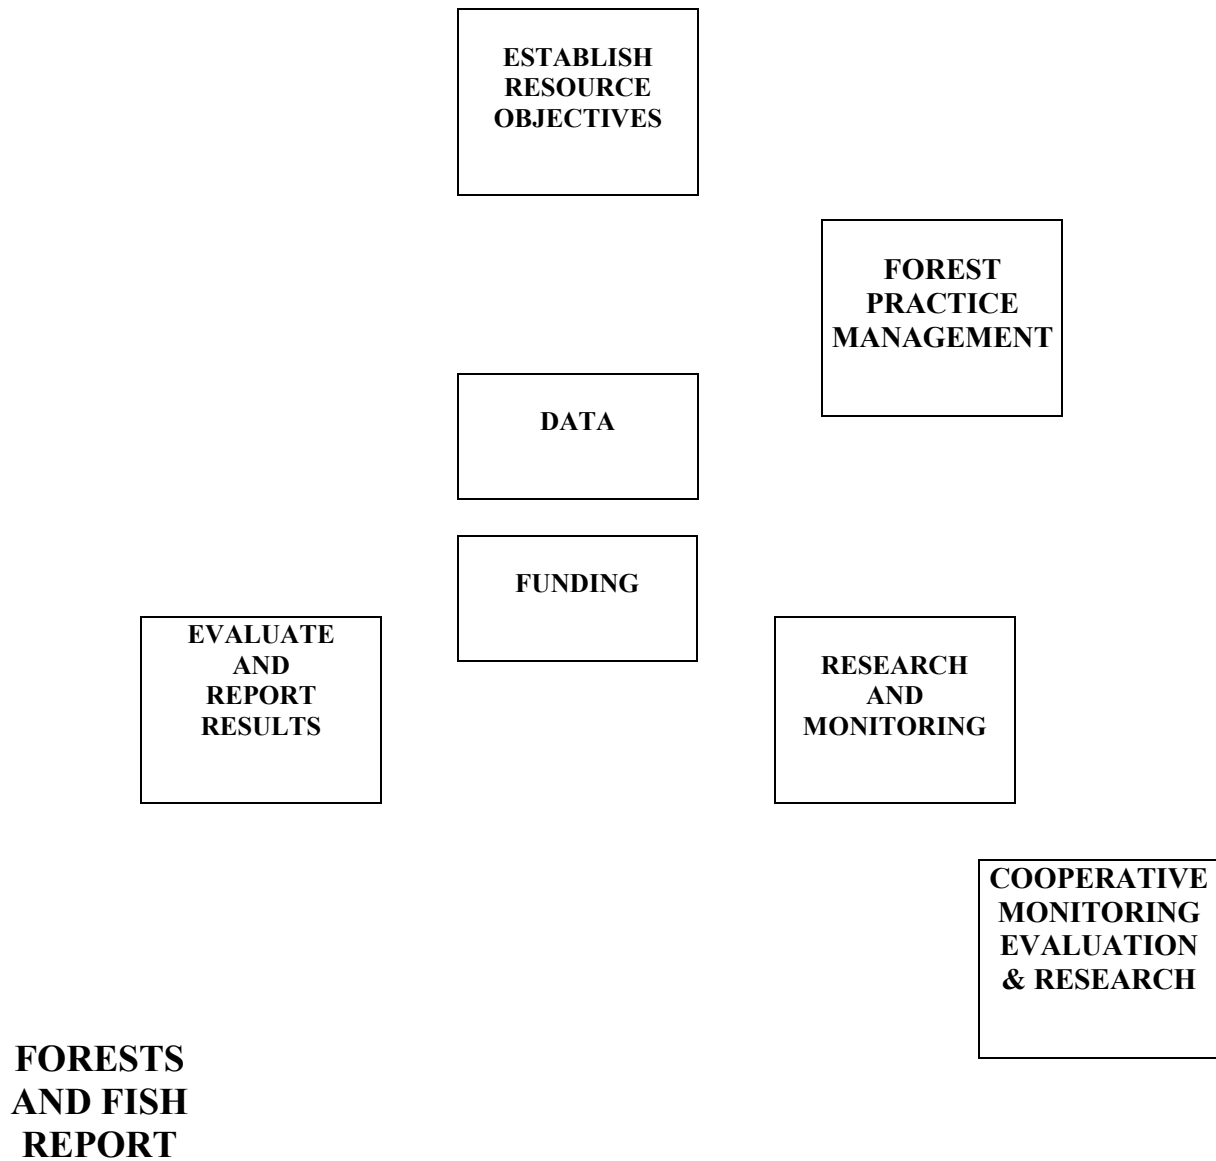 ESTABLISH
RESOURCE
OBJECTIVES
FOREST
PRACTICE
MANAGEMENT
DATA
FUNDING
EVALUATE
AND
REPORT
RESULTS
RESEARCH
AND
MONITORING
COOPERATIVE
MONITORING
EVALUATION
& RESEARCH
FORESTS
AND FISH
REPORT